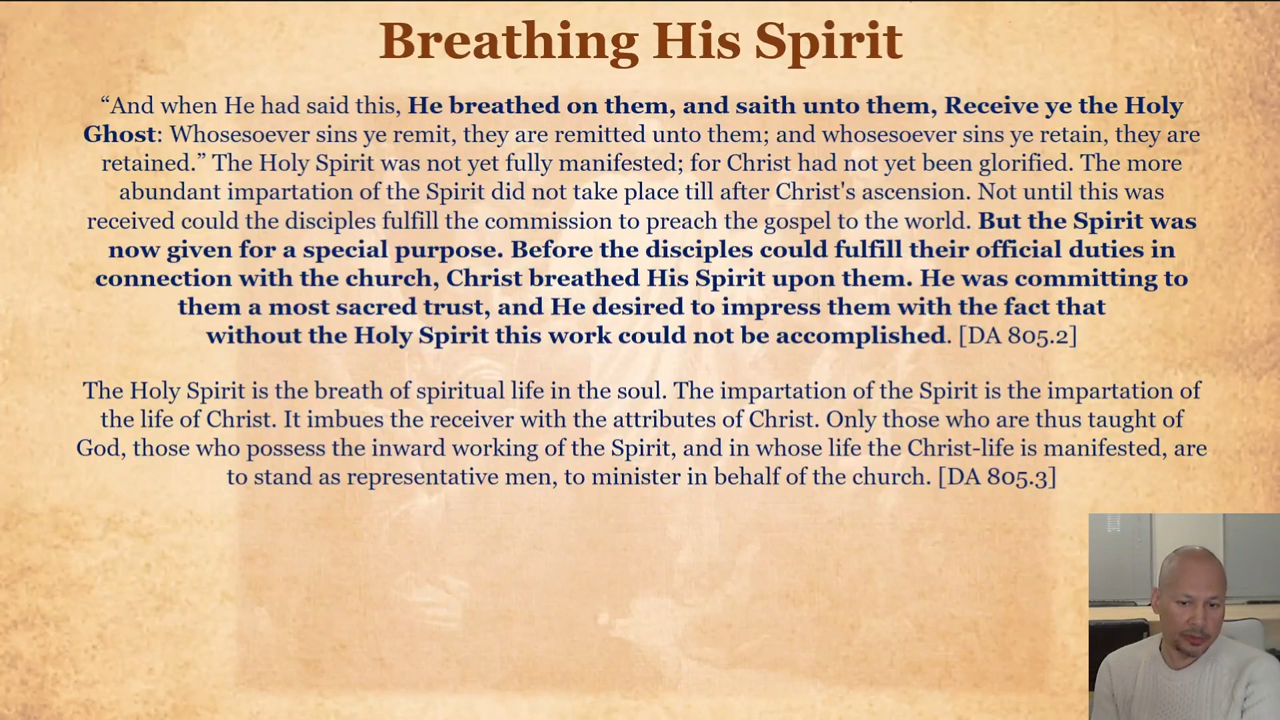 Breathing His Spirit
“And when He had said this, He breathed on them, and saith unto them, Receive ye the Holy
Ghost: Whosesoever sins ye remit, they are remitted unto them; and whosesoever sins ye retain, they are
retained.” The Holy Spirit was not yet fully manifested; for Christ had not yet been glorified. The more
abundant impartation of the Spirit did not take place till after Christ's ascension. Not until this was
received could the disciples fulfill the commission to preach the gospel to the world. But the Spirit was
now given for a special purpose. Before the disciples could fulfill their official duties in
connection with the church, Christ breathed His Spirit upon them. He was committing to
them a most sacred trust, and He desired to impress them with the fact that
without the Holy Spirit this work could not be accomplished. [DA 805.2]
The Holy Spirit is the breath of spiritual life in the soul. The impartation of the Spirit is the impartation of
the life of Christ. It imbues the receiver with the attributes of Christ. Only those who are thus taught of
God, those who possess the inward working of the Spirit, and in whose life the Christ-life is manifested, are
to stand as representative men, to minister in behalf of the church. [DA 805.3]